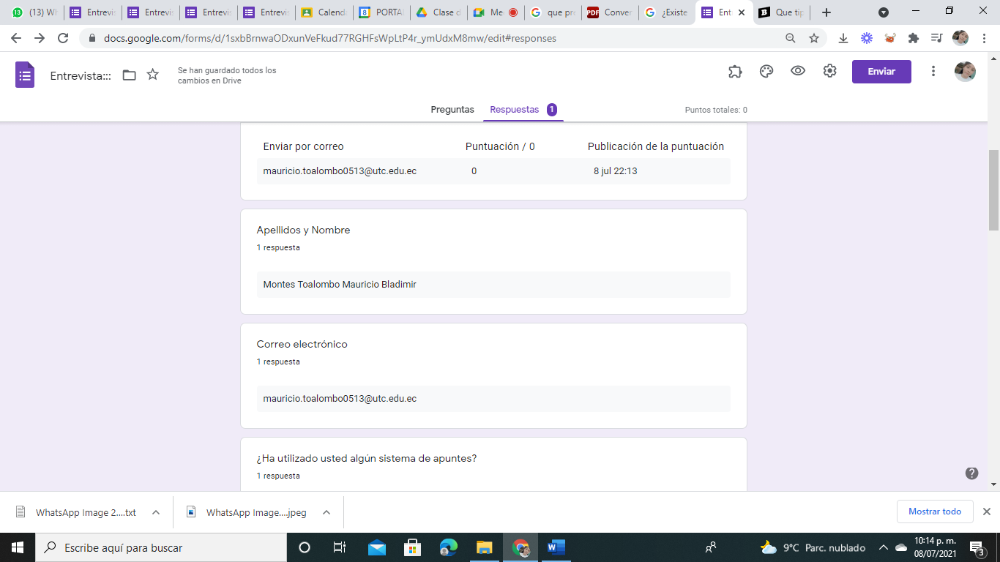 (13) Wh
Entrevis
Entrevis
Entrevis
Entrevis
Calend
PORTA
Clase d
Me
que pre
Conver
¿Existe
Ent
Que tip
docs.google.com/forms/d/1sxbBrnwaODxunVeFkud77RGHFsWpLtP4r_ymUdxM8mw/edit#responses
Entrevista:::
Se han guardado todos los
cambios en Drive
Enviar
Preguntas
Respuestas 1
Puntos totales: 0
Enviar por correo Puntuación / 0 Publicación de la puntuación
mauricio.toalombo0513@utc.edu.ec 0 8 jul 22:13
Apellidos y Nombre
1 respuesta
Montes Toalombo Mauricio Bladimir
Correo electrónico
1 respuesta
mauricio.toalombo0513@utc.edu.ec
¿Ha utilizado usted algún sistema de apuntes?
1 respuesta
WhatsApp Image 2....txt
WhatsApp Image....jpeg
Mostrar todo
Escribe aquí para buscar
9°C Parc. nublado
10:14 p. m.
08/07/2021
3